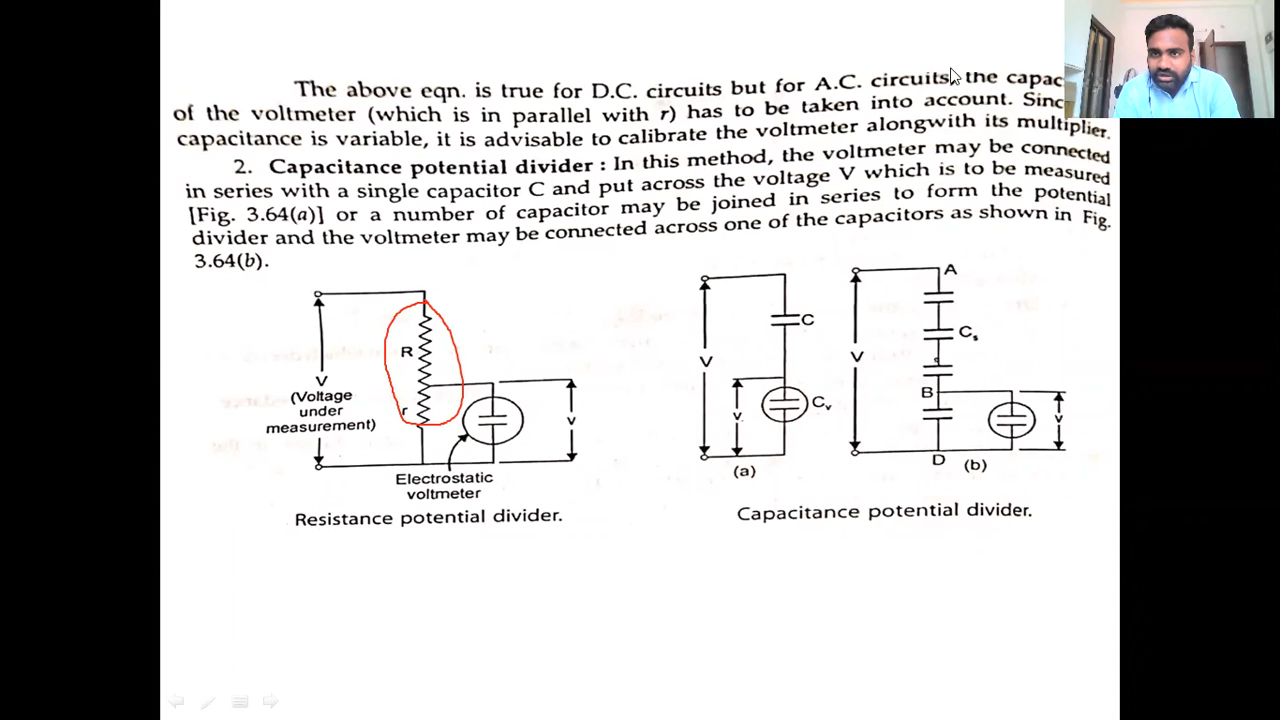 The above eqn. is true for D.C. circuits but for A.C. circuits, the capac
of the voltmeter (which is in parallel with r) has to be taken into account. Sinc
capacitance is variable, it is advisable to calibrate the voltmeter alongwith its multiplier.
2. Capacitance potential divider : In this method, the voltmeter may be connected
in series with a single capacitor C and put across the voltage V which is to be measured
[Fig. 3.64(a)] or a number of capacitor may be joined in series to form the potential
divider and the voltmeter may be connected across one of the capacitors as shown in Fig.
3.64(b).
R
V
(Voltage
under
measurement)
r
v
Electrostatic
voltmeter
Resistance potential divider.
V
C
Cv
v
(a)
V
A
Cs
s
B
v
D
(b)
Capacitance potential divider.